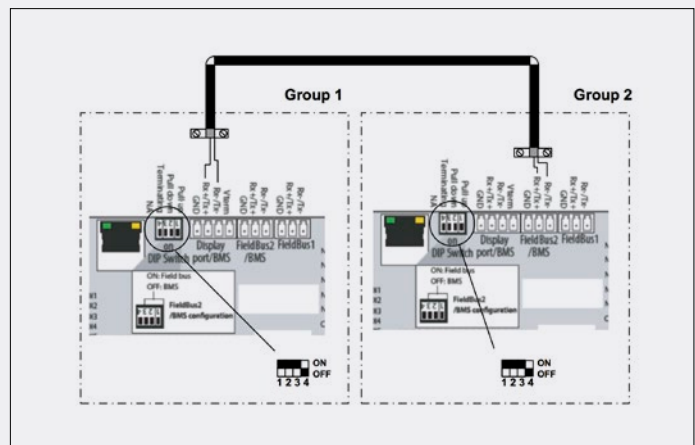 Group 1
Group 2
NA
Terminating
Pull down
Pull up
GND
Rx+/Tx+
Rx-/Tx-
Vterm
GND
Rx+/Tx+
Rx-/Tx-
GND
Rx+/Tx+
Rx-/Tx-
on
DIP Switch
Display
port/BMS
FieldBus2
/BMS
FieldBus1
ON: Field bus
OFF: BMS
FieldBus2
/BMS configuration
ON
OFF
1 2 3 4
NA
Terminating
Pull down
Pull up
GND
Rx+/Tx+
Rx-/Tx-
Vterm
GND
Rx+/Tx+
Rx-/Tx-
GND
Rx+/Tx+
Rx-/Tx-
on
DIP Switch
Display
port/BMS
FieldBus2
/BMS
FieldBus1
ON: Field bus
OFF: BMS
FieldBus2
/BMS configuration
ON
OFF
1 2 3 4